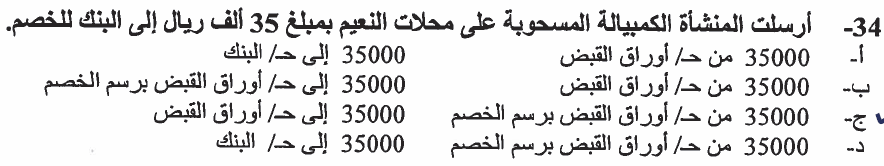 34- أرسلت المنشأة الكمبيالة المسحوبة على محلات النعيم بمبلغ 35 ألف ريال إلى البنك للخصم.
أ- 35000 من حـ/ أوراق القبض 35000 إلى حـ/ البنك
ب- 35000 من حـ/ أوراق القبض 35000 إلى حـ/ أوراق القبض برسم الخصم
ج- 35000 من حـ/ أوراق القبض برسم الخصم 35000 إلى حـ/ أوراق القبض
د- 35000 من حـ/ أوراق القبض برسم الخصم 35000 إلى حـ/ البنك